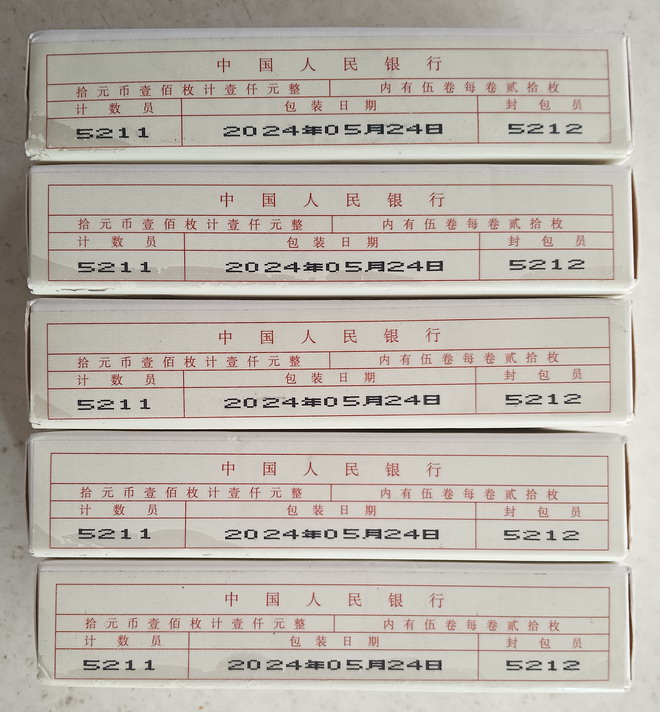 中国人民银行
拾元币壹佰枚计壹仟元整 内有伍卷每卷贰拾枚
计数员 包装日期 封包员
5211 2024年05月24日 5212
中国人民银行
拾元币壹佰枚计壹仟元整 内有伍卷每卷贰拾枚
计数员 包装日期 封包员
5211 2024年05月24日 5212
中国人民银行
拾元币壹佰枚计壹仟元整 内有伍卷每卷贰拾枚
计数员 包装日期 封包员
5211 2024年05月24日 5212
中国人民银行
拾元币壹佰枚计壹仟元整 内有伍卷每卷贰拾枚
计数员 包装日期 封包员
5211 2024年05月24日 5212
中国人民银行
拾元币壹佰枚计壹仟元整 内有伍卷每卷贰拾枚
计数员 包装日期 封包员
5211 2024年05月24日 5212